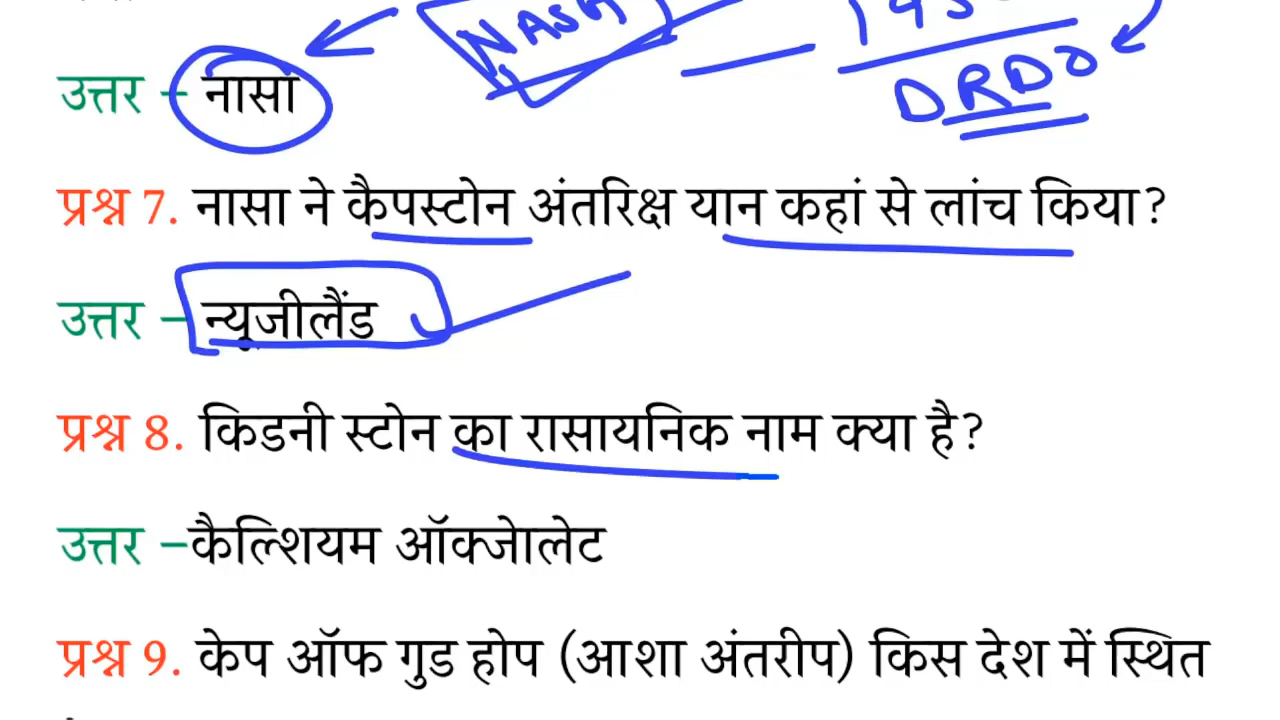 NASA
195
DRDO
उत्तर – नासा
प्रश्न 7. नासा ने कैपस्टोन अंतरिक्ष यान कहां से लांच किया?
उत्तर – न्यूजीलैंड
प्रश्न 8. किडनी स्टोन का रासायनिक नाम क्या है?
उत्तर –कैल्शियम ऑक्जेालेट
प्रश्न 9. केप ऑफ गुड होप (आशा अंतरीप) किस देश में स्थित